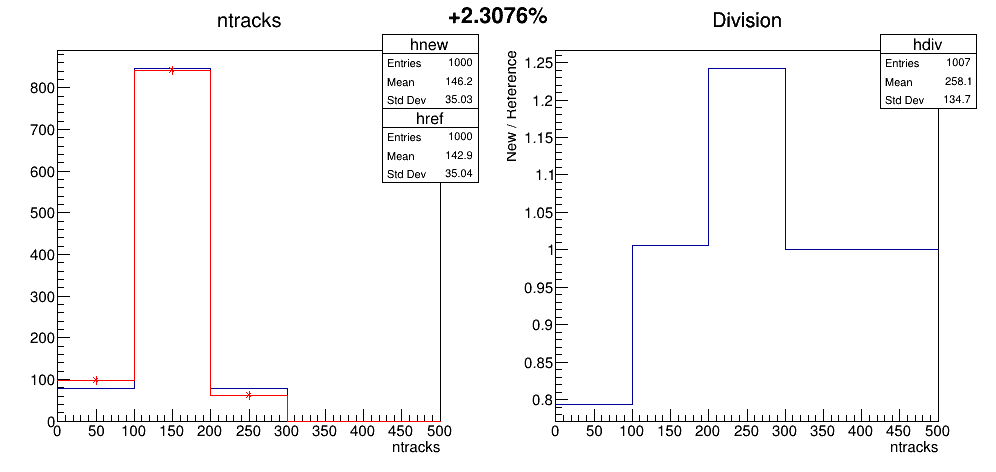 +2.3076%
ntracks
hnew
Entries 1000
Mean 146.2
Std Dev 35.03
href
Entries 1000
Mean 142.9
Std Dev 35.04
800
700
600
500
400
300
200
100
0
0 50 100 150 200 250 300 350 400 450 500
ntracks
Division
hdiv
Entries 1007
Mean 258.1
Std Dev 134.7
New / Reference
1.25
1.2
1.15
1.1
1.05
1
0.95
0.9
0.85
0.8
0 50 100 150 200 250 300 350 400 450 500
ntracks